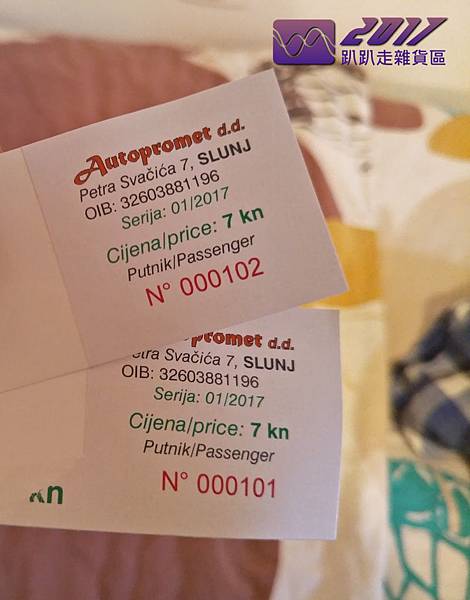 2017
趴趴走雜貨區
Autopromet d.d.
Petra Svačića 7, SLUNJ
OIB: 32603881196
Serija: 01/2017
Cijena/price: 7 kn
Putnik/Passenger
N° 000102
promet d.d.
tra Svačića 7, SLUNJ
OIB: 32603881196
Serija: 01/2017
Cijena/price: 7 kn
Putnik/Passenger
kn
N° 000101